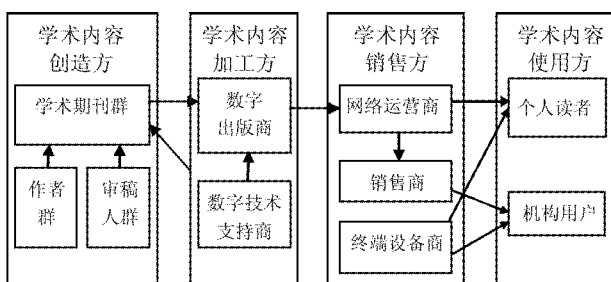 学术内容
创造方
学术期刊群
作者
群
审稿
人群
学术内容
加工方
数字
出版商
数字技术
支持商
学术内容
销售方
网络运营商
销售商
终端设备商
学术内容
使用方
个人读者
机构用户